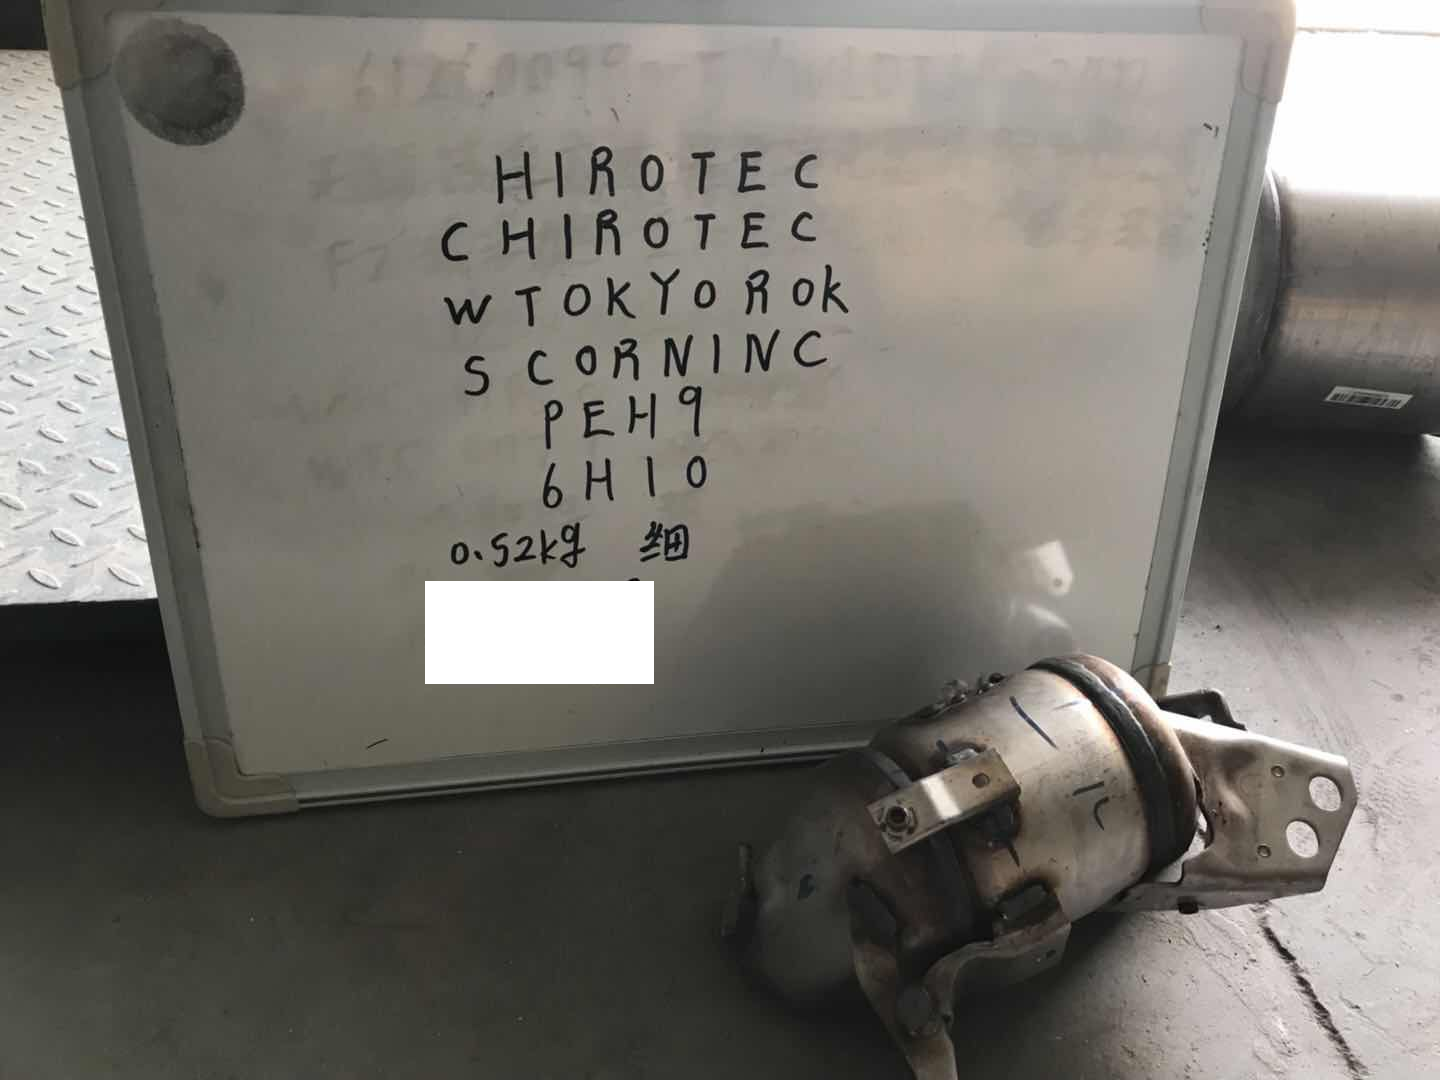 HIROTEC
CHIROTEC
WTOKYOROK
SCORNINC
PEH9
6H10
0.52kg 细